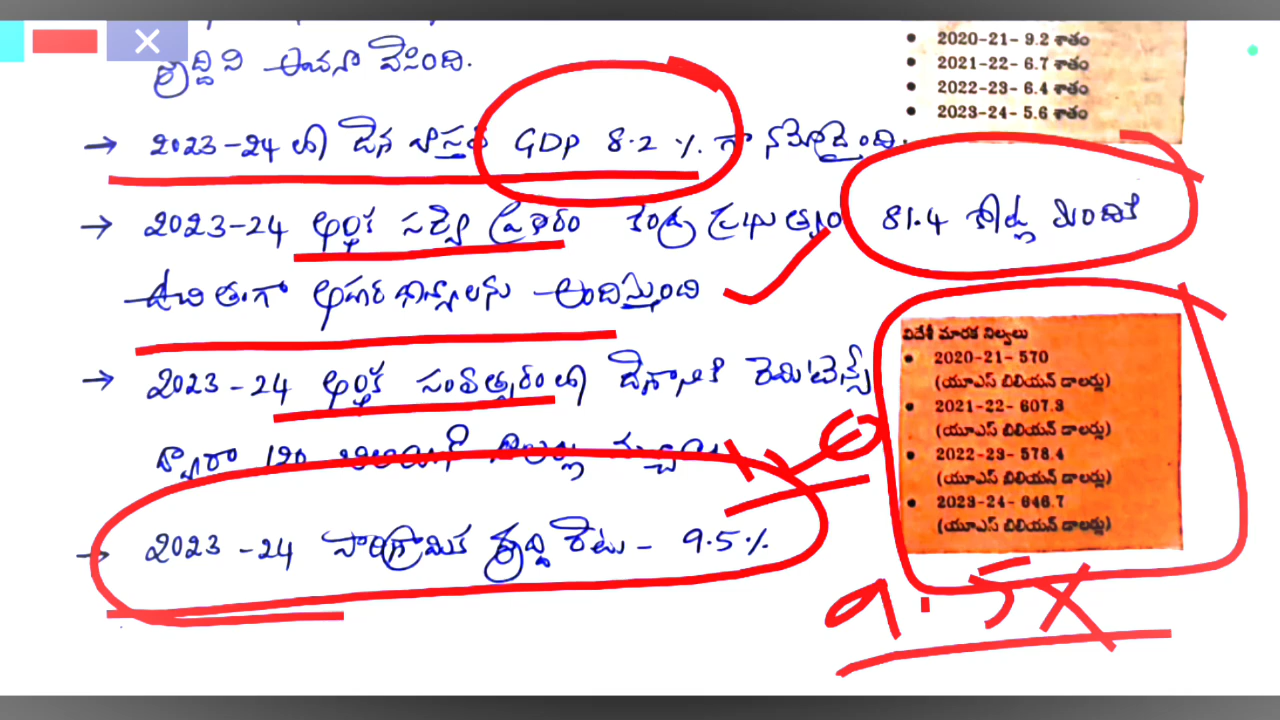 వృద్ధిని అంచనా వేసింది.
• 2020-21- 9.2 శాతం
• 2021-22- 6.7 శాతం
• 2022-23- 6.4 శాతం
• 2023-24- 5.6 శాతం
→ 2023-24 లో దేశ వాస్తవ GDP 8.2 %. గా నమోదైంది.
→ 2023-24 ఆర్థిక సర్వే ప్రకారం కేంద్ర ప్రభుత్వం 81.4 కోట్ల మందికి
ఉచితంగా ఆహారధాన్యాలను అందిస్తుంది
→ 2023-24 ఆర్థిక సంవత్సరంలో దేశానికి రెమిటెన్స్
ద్వారా 120 బిలియన్ డాలర్లు వచ్చాయి
→ 2023-24 పారిశ్రామిక వృద్ధి రేటు - 9.5%
విదేశీ మారక నిల్వలు
• 2020-21- 570
(యూఎస్ బిలియన్ డాలర్లు)
• 2021-22- 607.3
(యూఎస్ బిలియన్ డాలర్లు)
• 2022-23- 578.4
(యూఎస్ బిలియన్ డాలర్లు)
• 2023-24- 646.7
(యూఎస్ బిలియన్ డాలర్లు)
9.5%